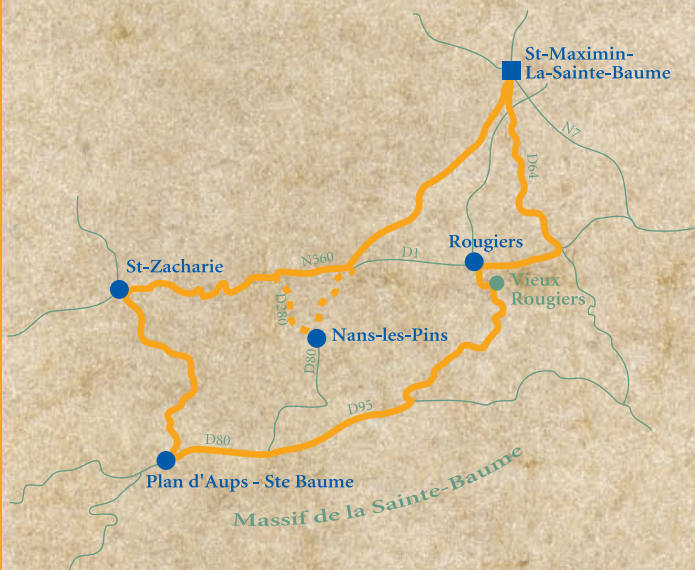 St-Maximin-
La-Sainte-Baume
N7
D64
Rougiers
D1
N560
St-Zacharie
Vieux
Rougiers
D280
Nans-les-Pins
D80
D95
D80
Plan d'Aups - Ste Baume
Massif de la Sainte-Baume